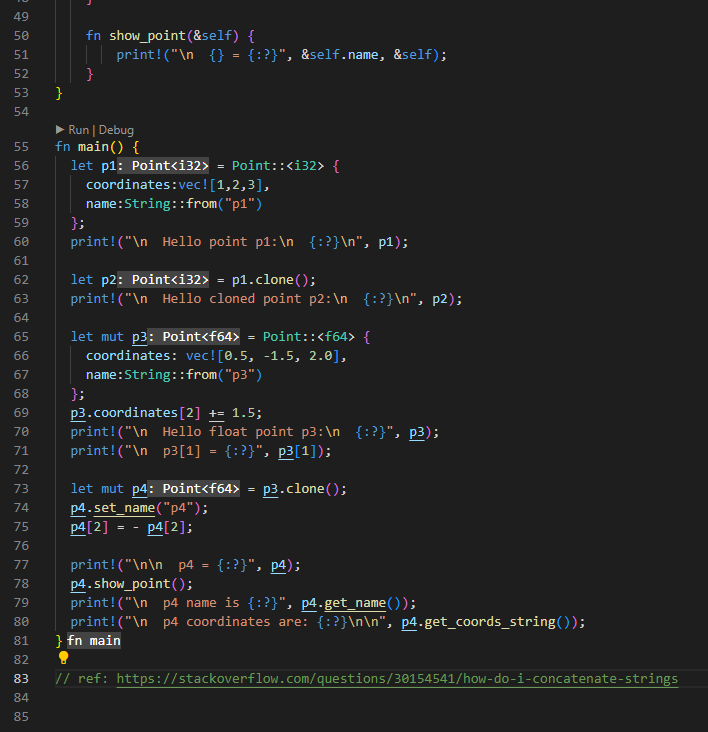 49
50 fn show_point(&self) {
51 print!("\n  {} = {:?}", &self.name, &self);
52 }
53 }
54
▶ Run | Debug
55 fn main() {
56 let p1: Point<i32> = Point::<i32> {
57 coordinates:vec![1,2,3],
58 name:String::from("p1")
59 };
60 print!("\n  Hello point p1:\n  {:?}\n", p1);
61
62 let p2: Point<i32> = p1.clone();
63 print!("\n  Hello cloned point p2:\n  {:?}\n", p2);
64
65 let mut p3: Point<f64> = Point::<f64> {
66 coordinates: vec![0.5, -1.5, 2.0],
67 name:String::from("p3")
68 };
69 p3.coordinates[2] += 1.5;
70 print!("\n  Hello float point p3:\n  {:?}", p3);
71 print!("\n  p3[1] = {:?}", p3[1]);
72
73 let mut p4: Point<f64> = p3.clone();
74 p4.set_name("p4");
75 p4[2] = - p4[2];
76
77 print!("\n\n  p4 = {:?}", p4);
78 p4.show_point();
79 print!("\n  p4 name is {:?}", p4.get_name());
80 print!("\n  p4 coordinates are: {:?}\n\n", p4.get_coords_string());
81 } fn main
82
83 // ref: https://stackoverflow.com/questions/30154541/how-do-i-concatenate-strings
84
85